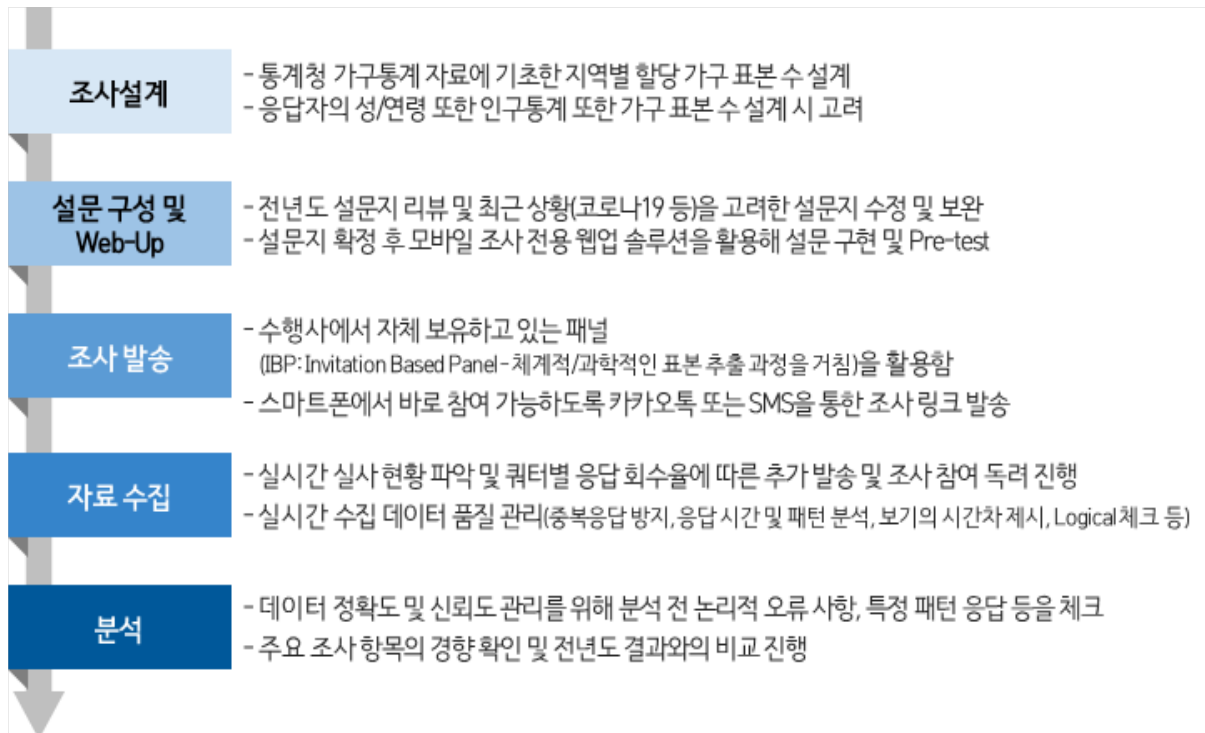 조사설계
- 통계청 가구통계 자료에 기초한 지역별 할당 가구 표본 수 설계
- 응답자의 성/연령 또한 인구통계 또한 가구 표본 수 설계 시 고려
설문 구성 및
Web-Up
- 전년도 설문지 리뷰 및 최근 상황(코로나19 등)을 고려한 설문지 수정 및 보완
- 설문지 확정 후 모바일 조사 전용 웹업 솔루션을 활용해 설문 구현 및 Pre-test
조사 발송
- 수행사에서 자체 보유하고 있는 패널
(IBP: Invitation Based Panel - 체계적/과학적인 표본 추출 과정을 거침)을 활용함
- 스마트폰에서 바로 참여 가능하도록 카카오톡 또는 SMS을 통한 조사 링크 발송
자료 수집
- 실시간 실사 현황 파악 및 쿼터별 응답 회수율에 따른 추가 발송 및 조사 참여 독려 진행
- 실시간 수집 데이터 품질 관리(중복응답 방지, 응답 시간 및 패턴 분석, 보기의 시간차 제시, Logical 체크 등)
분석
- 데이터 정확도 및 신뢰도 관리를 위해 분석 전 논리적 오류 사항, 특정 패턴 응답 등을 체크
- 주요 조사 항목의 경향 확인 및 전년도 결과와의 비교 진행